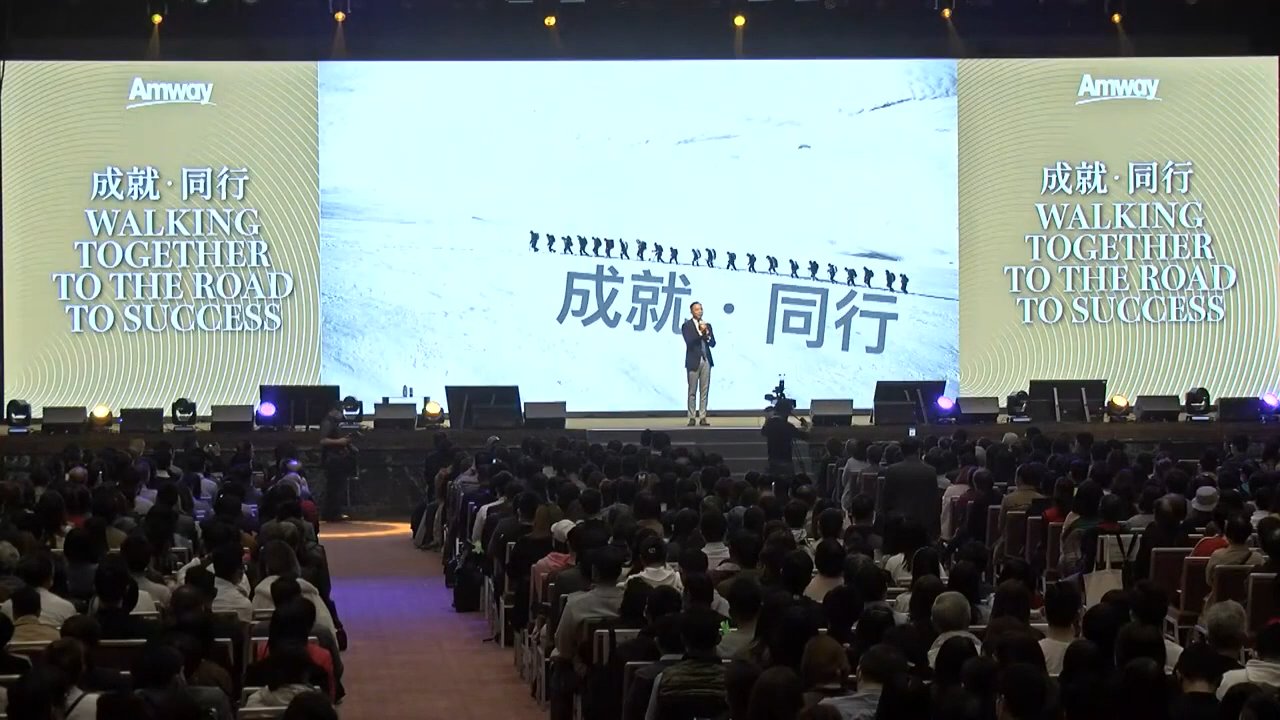 Amway
成就·同行
WALKING
TOGETHER
TO THE ROAD
TO SUCCESS
成就·同行
Amway
成就·同行
WALKING
TOGETHER
TO THE ROAD
TO SUCCESS